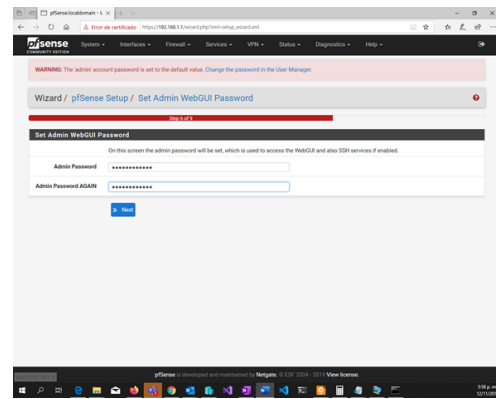 pfSense.localdomain - \
Error de certificado https://192.168.1.1/wizard.php?xml=setup_wizard.xml
pfsense System Interfaces Firewall Services VPN Status Diagnostics Help
COMMUNITY EDITION
WARNING: The 'admin' account password is set to the default value. Change the password in the User Manager.
Wizard / pfSense Setup / Set Admin WebGUI Password
Step 6 of 9
Set Admin WebGUI Password
On this screen the admin password will be set, which is used to access the WebGUI and also SSH services if enabled.
Admin Password
Admin Password AGAIN
» Next
pfSense is developed and maintained by Netgate. © ESF 2004 - 2019 View license.